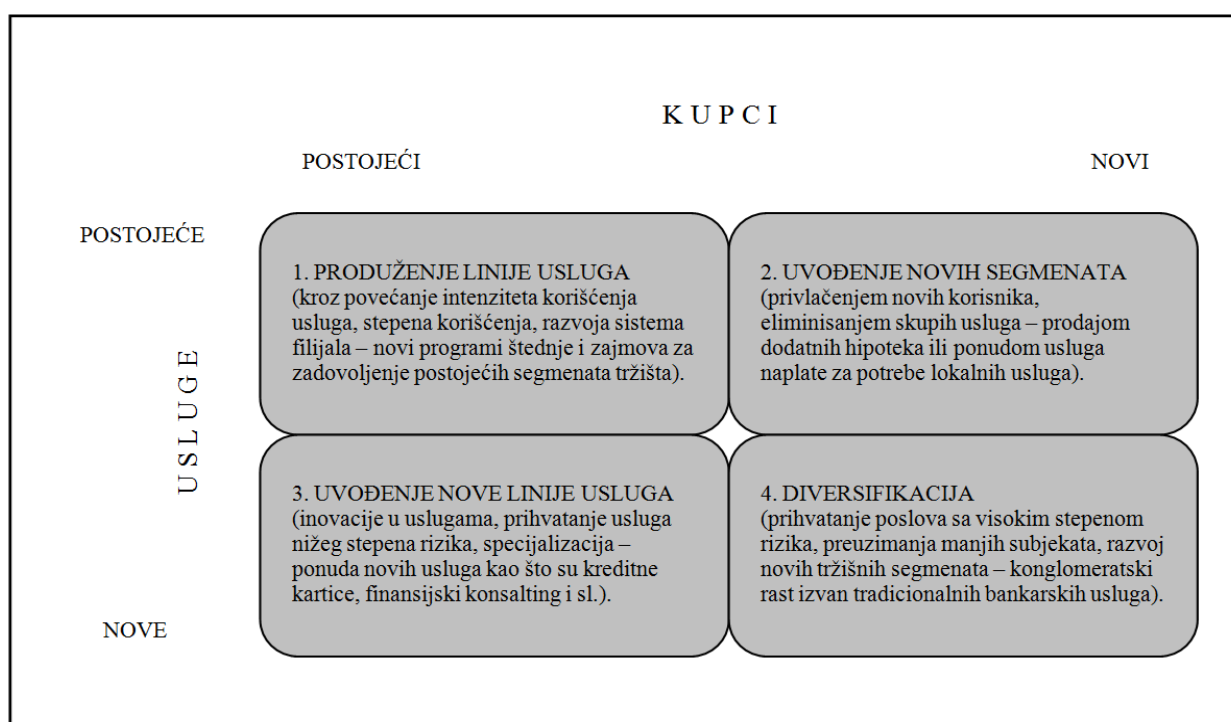 K U P C I
POSTOJEĆI
NOVI
POSTOJEĆE
U S L U G E
NOVE
1. PRODUŽENJE LINIJE USLUGA
(kroz povećanje intenziteta korišćenja
usluga, stepena korišćenja, razvoja sistema
filijala – novi programi štednje i zajmova za
zadovoljenje postojećih segmenata tržišta).
2. UVOĐENJE NOVIH SEGMENATA
(privlačenjem novih korisnika,
eliminisanjem skupih usluga – prodajom
dodatnih hipoteka ili ponudom usluga
naplate za potrebe lokalnih usluga).
3. UVOĐENJE NOVE LINIJE USLUGA
(inovacije u uslugama, prihvatanje usluga
nižeg stepena rizika, specijalizacija –
ponuda novih usluga kao što su kreditne
kartice, finansijski konsalting i sl.).
4. DIVERSIFIKACIJA
(prihvatanje poslova sa visokim stepenom
rizika, preuzimanja manjih subjekata, razvoj
novih tržišnih segmenata – konglomeratski
rast izvan tradicionalnih bankarskih usluga).